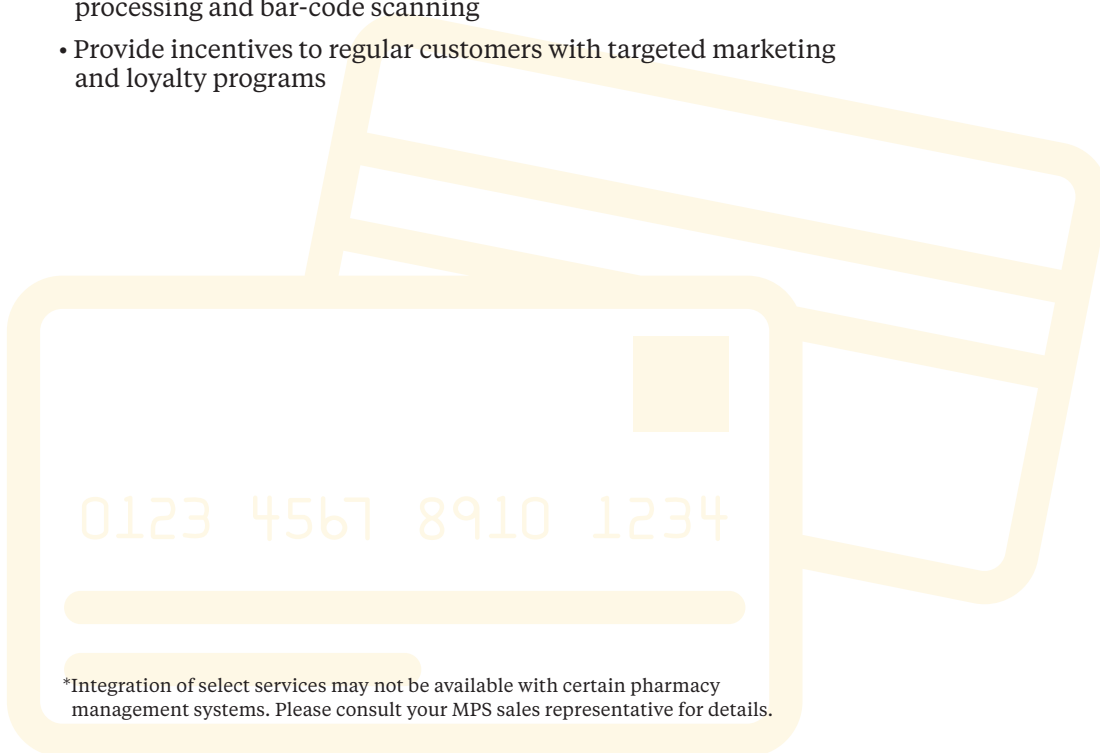 processing and bar-code scanning
• Provide incentives to regular customers with targeted marketing
and loyalty programs
0123 4567 8910 1234
*Integration of select services may not be available with certain pharmacy
management systems. Please consult your MPS sales representative for details.